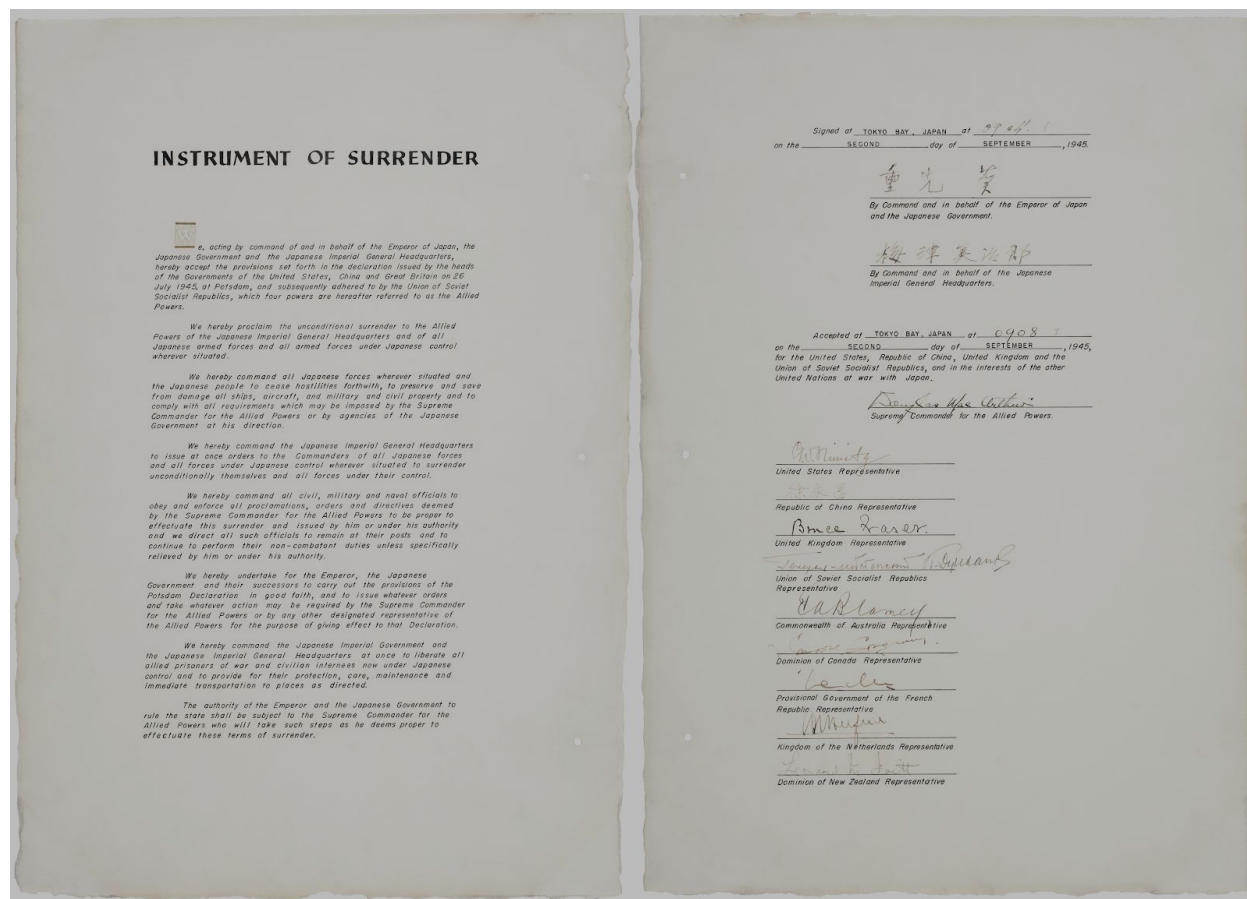 INSTRUMENT OF SURRENDER
We, acting by command of and in behalf of the Emperor of Japan, the
Japanese Government and the Japanese Imperial General Headquarters,
hereby accept the provisions set forth in the declaration issued by the heads
of the Governments of the United States, China and Great Britain on 26
July 1945, at Potsdam, and subsequently adhered to by the Union of Soviet
Socialist Republics, which four powers are hereafter referred to as the Allied
Powers.
We hereby proclaim the unconditional surrender to the Allied
Powers of the Japanese Imperial General Headquarters and of all
Japanese armed forces and all armed forces under Japanese control
wherever situated.
We hereby command all Japanese forces wherever situated and
the Japanese people to cease hostilities forthwith, to preserve and save
from damage all ships, aircraft, and military and civil property and to
comply with all requirements which may be imposed by the Supreme
Commander for the Allied Powers or by agencies of the Japanese
Government at his direction.
We hereby command the Japanese Imperial General Headquarters
to issue at once orders to the Commanders of all Japanese forces
and all forces under Japanese control wherever situated to surrender
unconditionally themselves and all forces under their control.
We hereby command all civil, military and naval officials to
obey and enforce all proclamations, orders and directives deemed
by the Supreme Commander for the Allied Powers to be proper to
effectuate this surrender and issued by him or under his authority
and we direct all such officials to remain at their posts and to
continue to perform their non-combatant duties unless specifically
relieved by him or under his authority.
We hereby undertake for the Emperor, the Japanese
Government and their successors to carry out the provisions of the
Potsdam Declaration in good faith, and to issue whatever orders
and take whatever action may be required by the Supreme Commander
for the Allied Powers or by any other designated representative of
the Allied Powers for the purpose of giving effect to that Declaration.
We hereby command the Japanese Imperial Government and
the Japanese Imperial General Headquarters at once to liberate all
allied prisoners of war and civilian internees now under Japanese
control and to provide for their protection, care, maintenance and
immediate transportation to places as directed.
The authority of the Emperor and the Japanese Government to
rule the state shall be subject to the Supreme Commander for the
Allied Powers who will take such steps as he deems proper to
effectuate these terms of surrender.
Signed at TOKYO BAY, JAPAN at 0904
on the SECOND day of SEPTEMBER, 1945.
重光 葵
By Command and in behalf of the Emperor of Japan
and the Japanese Government.
梅津美治郎
By Command and in behalf of the Japanese
Imperial General Headquarters.
Accepted at TOKYO BAY, JAPAN at 0908
on the SECOND day of SEPTEMBER, 1945,
for the United States, Republic of China, United Kingdom and the
Union of Soviet Socialist Republics, and in the interests of the other
United Nations at war with Japan.
Douglas MacArthur
Supreme Commander for the Allied Powers.
C.W. Nimitz
United States Representative
徐永昌
Republic of China Representative
Bruce Fraser.
United Kingdom Representative
Union of Soviet Socialist Republics
Representative
T A Blamey
Commonwealth of Australia Representative
Dominion of Canada Representative
Provisional Government of the French
Republic Representative
Kingdom of the Netherlands Representative
Dominion of New Zealand Representative